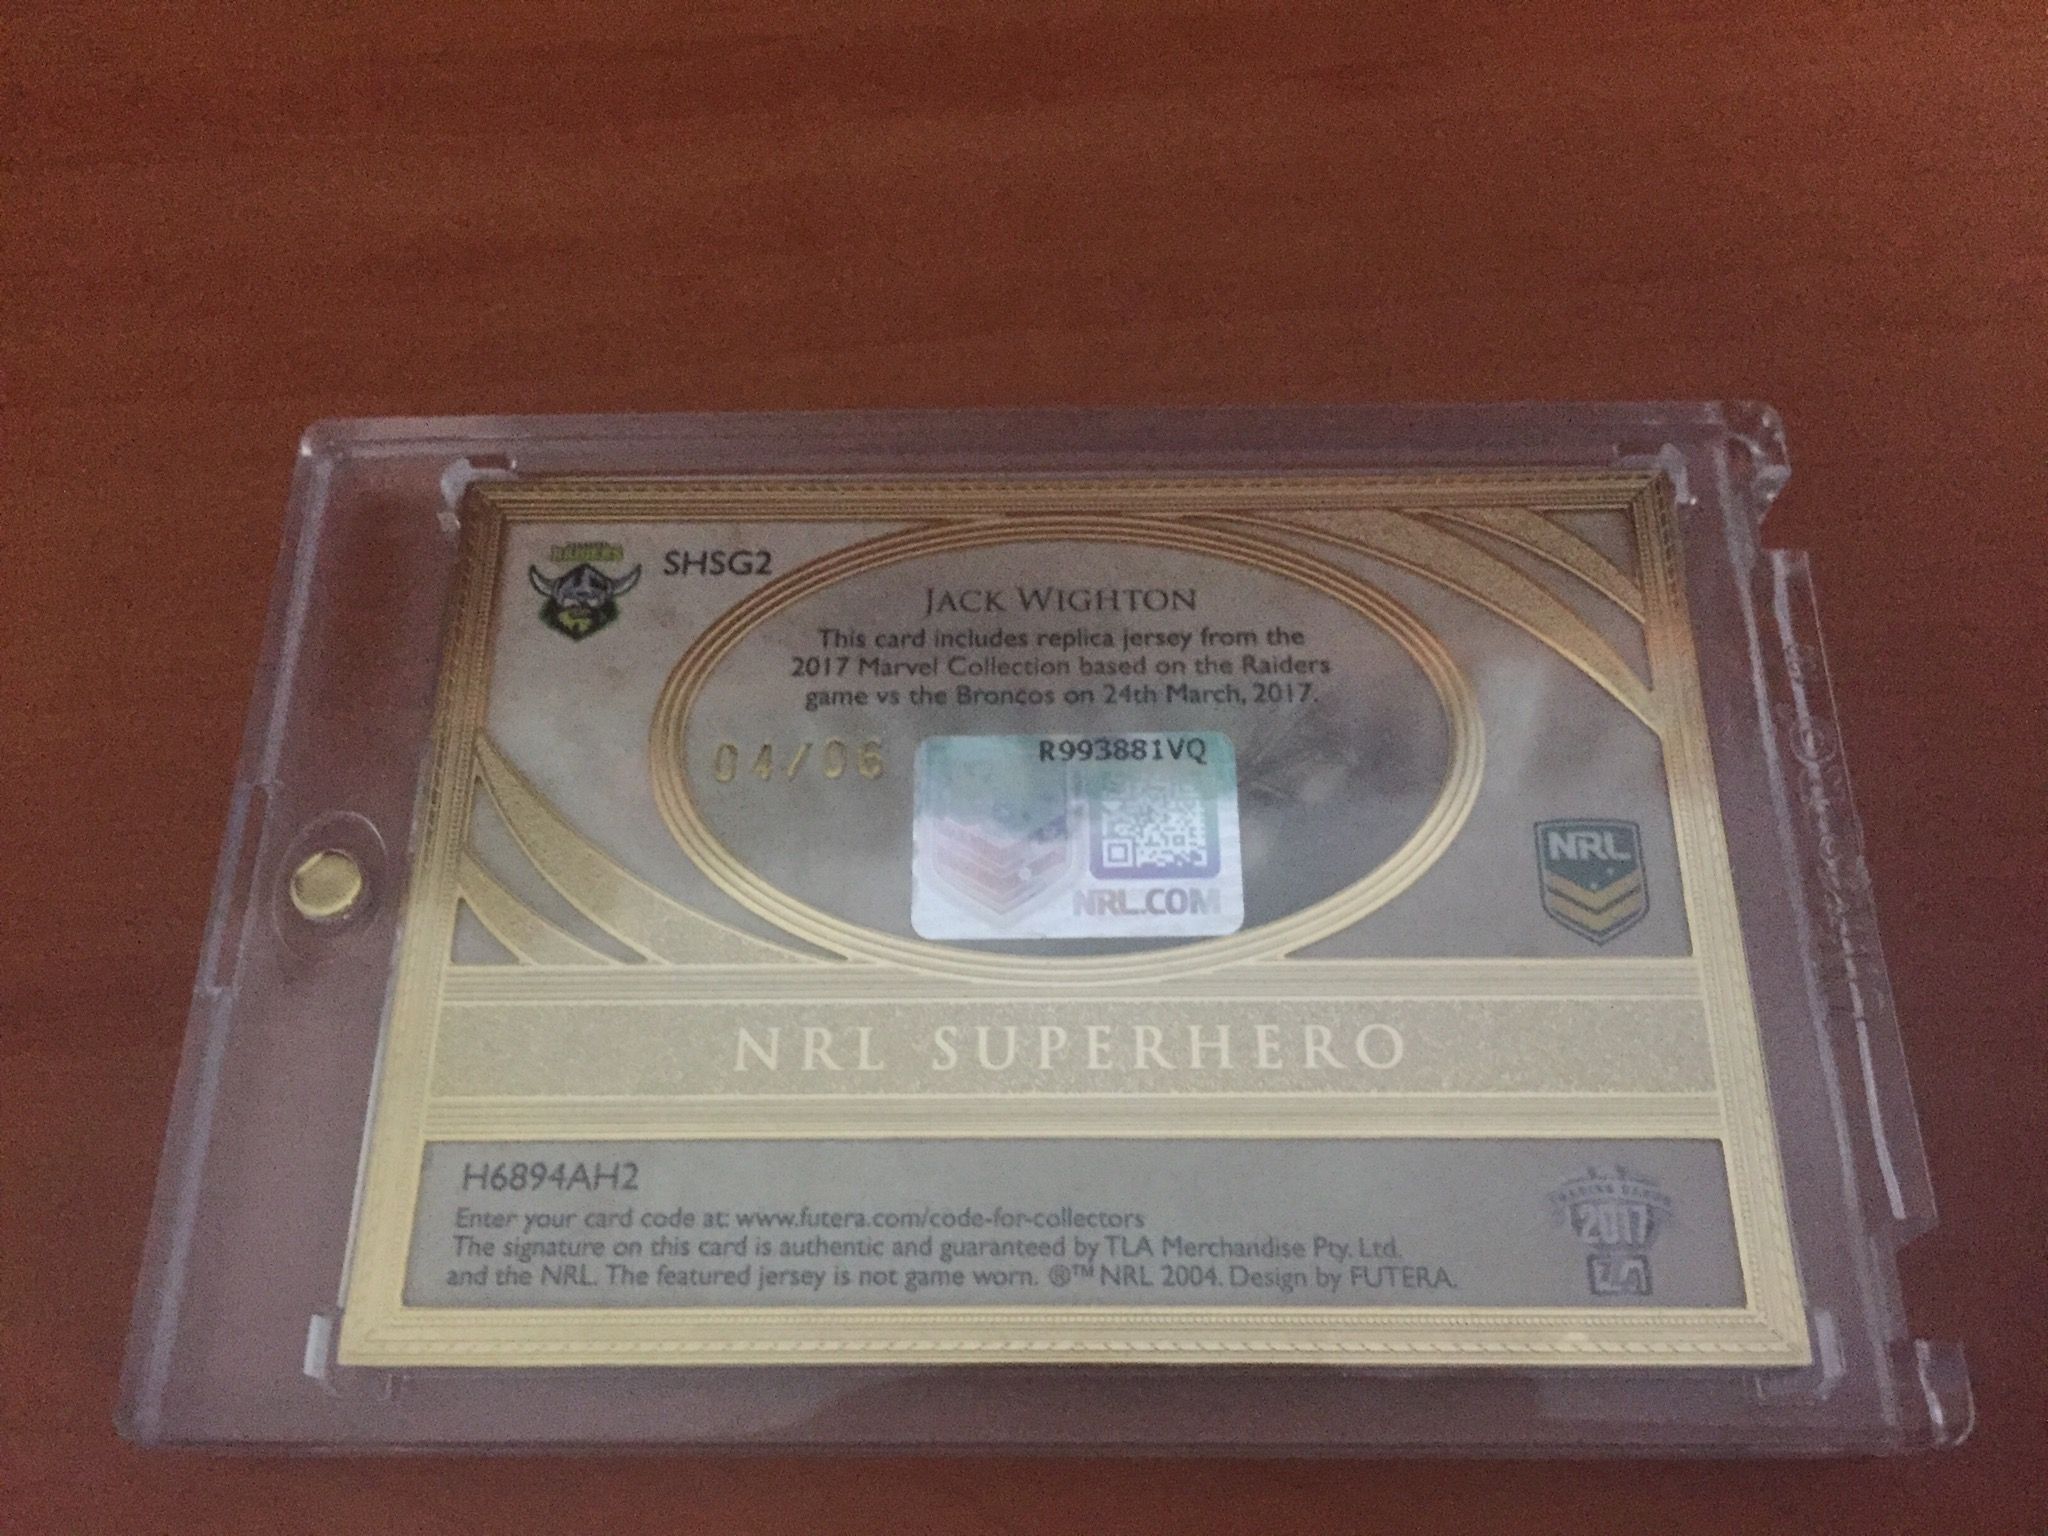 RAIDERS
SHSG2
JACK WIGHTON
This card includes replica jersey from the
2017 Marvel Collection based on the Raiders
game vs the Broncos on 24th March, 2017.
04/06
R993881VQ
NRL.COM
NRL
NRL SUPERHERO
H6894AH2
Enter your card code at: www.futera.com/code-for-collectors
The signature on this card is authentic and guaranteed by TLA Merchandise Pty. Ltd.
and the NRL. The featured jersey is not game worn. ®™ NRL 2004. Design by FUTERA.
2017
TLA